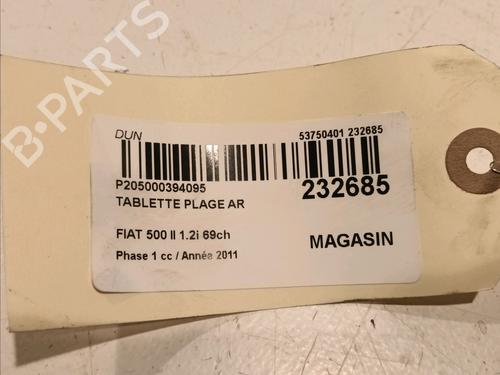 B-PARTS
DUN
53750401 232685
P205000394095
232685
TABLETTE PLAGE AR
FIAT 500 II 1.2i 69ch
MAGASIN
Phase 1 cc / Année 2011